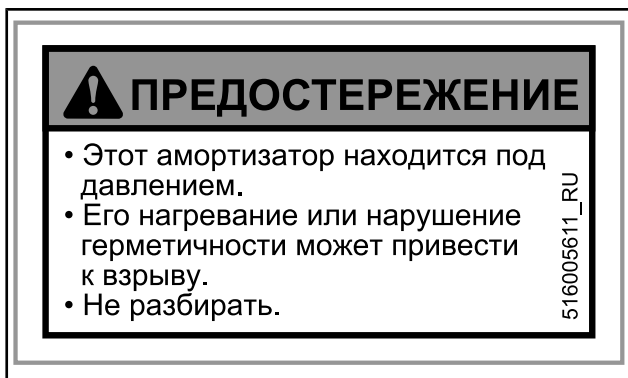 ПРЕДОСТЕРЕЖЕНИЕ
• Этот амортизатор находится под
давлением.
• Его нагревание или нарушение
герметичности может привести
к взрыву.
• Не разбирать.
516005611_RU